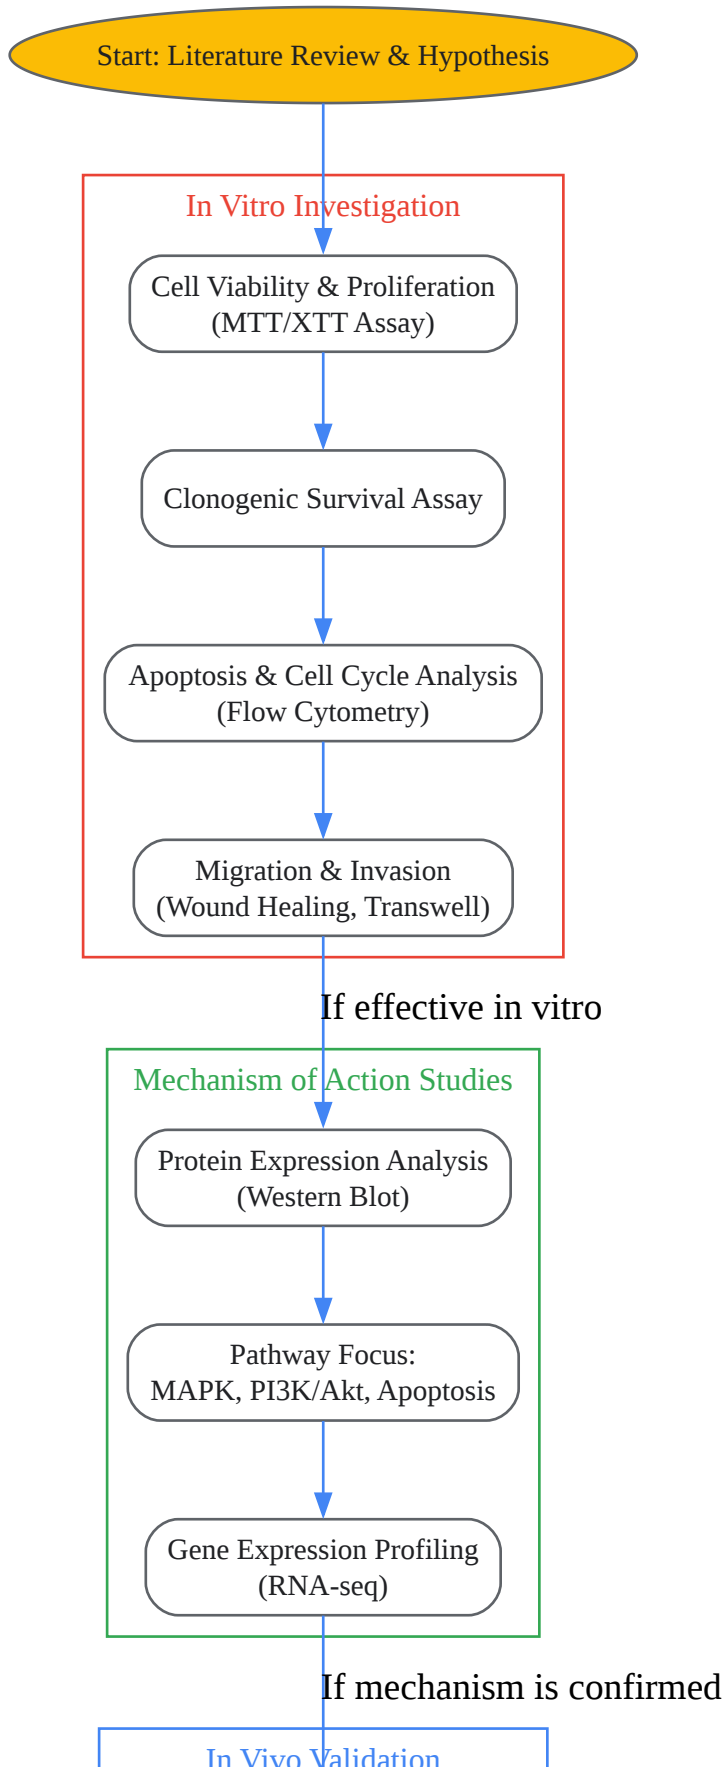 Start: Literature Review & Hypothesis
In Vitro Investigation
Cell Viability & Proliferation
(MTT/XTT Assay)
Clonogenic Survival Assay
Apoptosis & Cell Cycle Analysis
(Flow Cytometry)
Migration & Invasion
(Wound Healing, Transwell)
If effective in vitro
Mechanism of Action Studies
Protein Expression Analysis
(Western Blot)
Pathway Focus:
MAPK, PI3K/Akt, Apoptosis
Gene Expression Profiling
(RNA-seq)
If mechanism is confirmed
In Vivo Validation